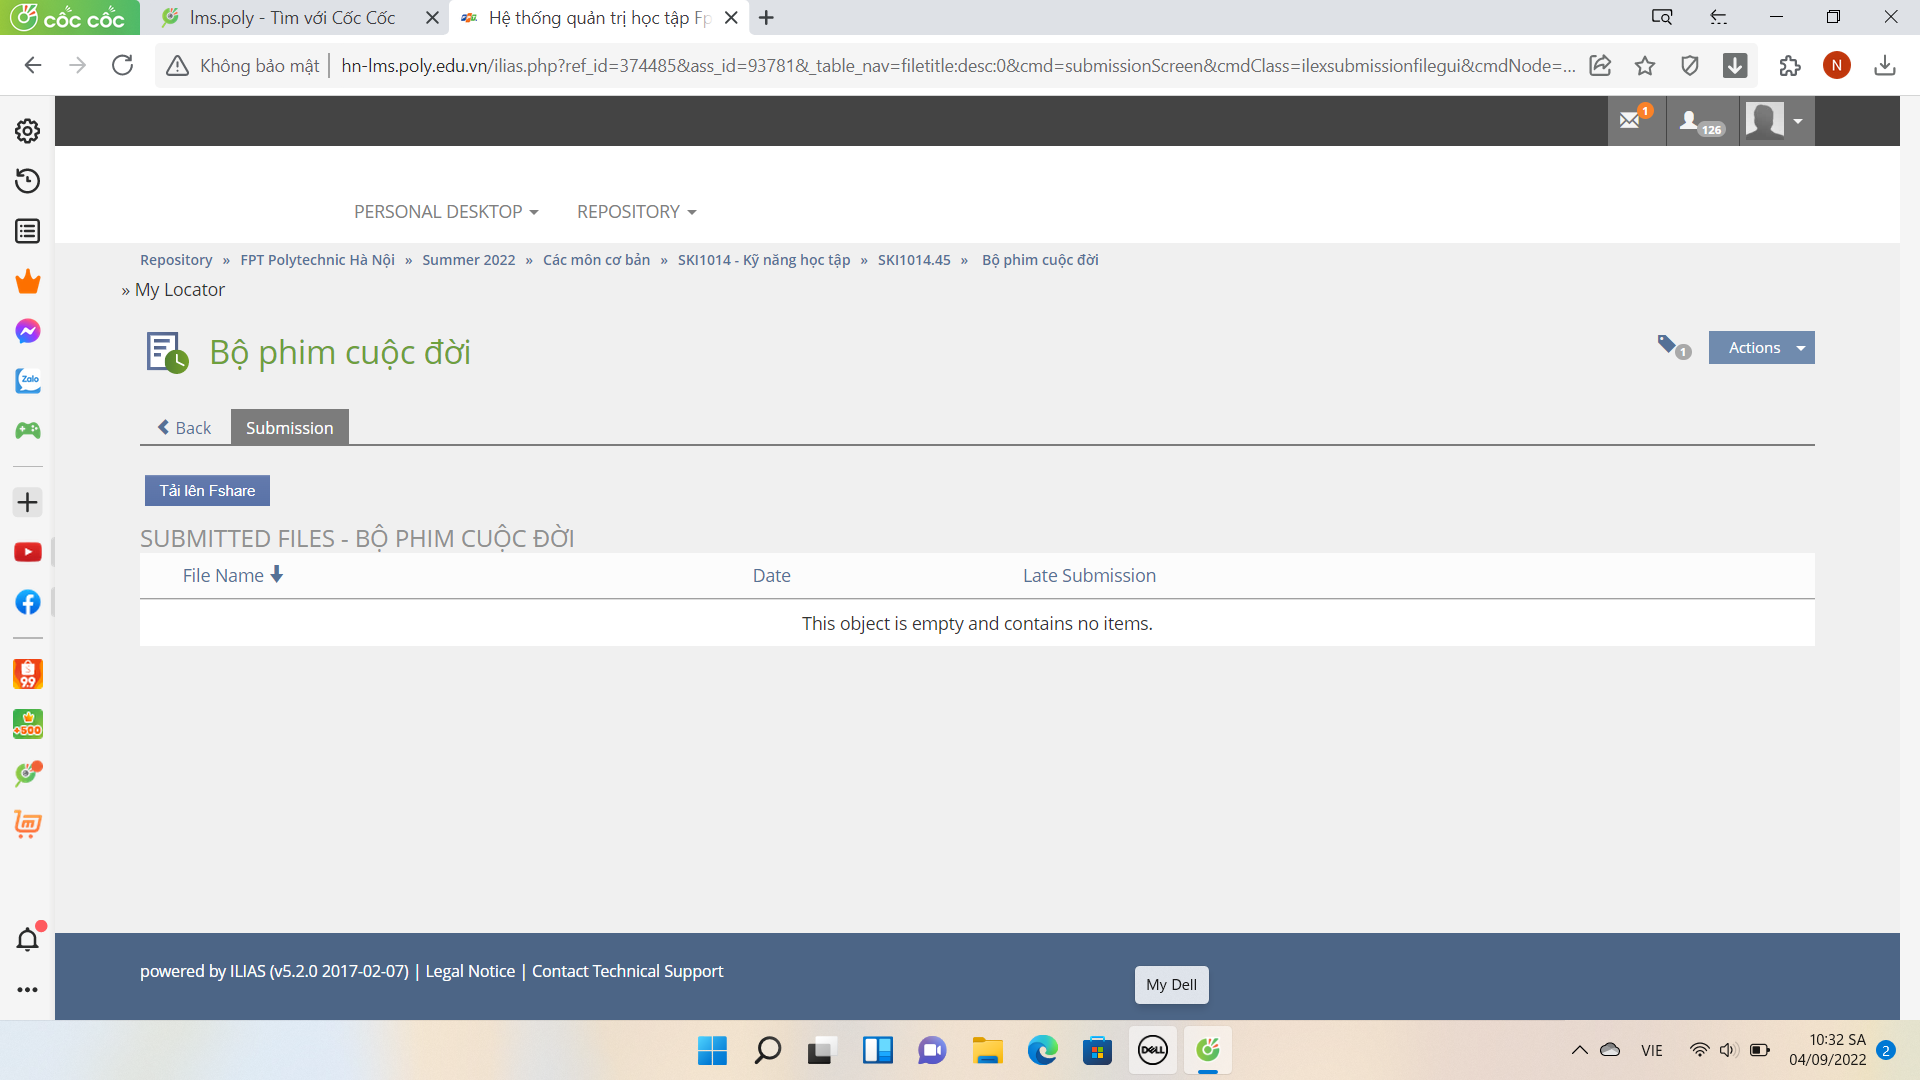 cốc cốc
lms.poly - Tìm với Cốc Cốc
Hệ thống quản trị học tập Fp
Không bảo mật
hn-lms.poly.edu.vn/ilias.php?ref_id=374485&ass_id=93781&_table_nav=filetitle:desc:0&cmd=submissionScreen&cmdClass=ilexsubmissionfilegui&cmdNode=...
N
1
126
PERSONAL DESKTOP
REPOSITORY
Repository » FPT Polytechnic Hà Nội » Summer 2022 » Các môn cơ bản » SKI1014 - Kỹ năng học tập » SKI1014.45 » Bộ phim cuộc đời
» My Locator
Zalo
Bộ phim cuộc đời
1
Actions
Back
Submission
Tải lên Fshare
SUBMITTED FILES - BỘ PHIM CUỘC ĐỜI
File Name
Date
Late Submission
This object is empty and contains no items.
9.9
+500
powered by ILIAS (v5.2.0 2017-02-07) | Legal Notice | Contact Technical Support
My Dell
DELL
VIE
10:32 SA
04/09/2022
2